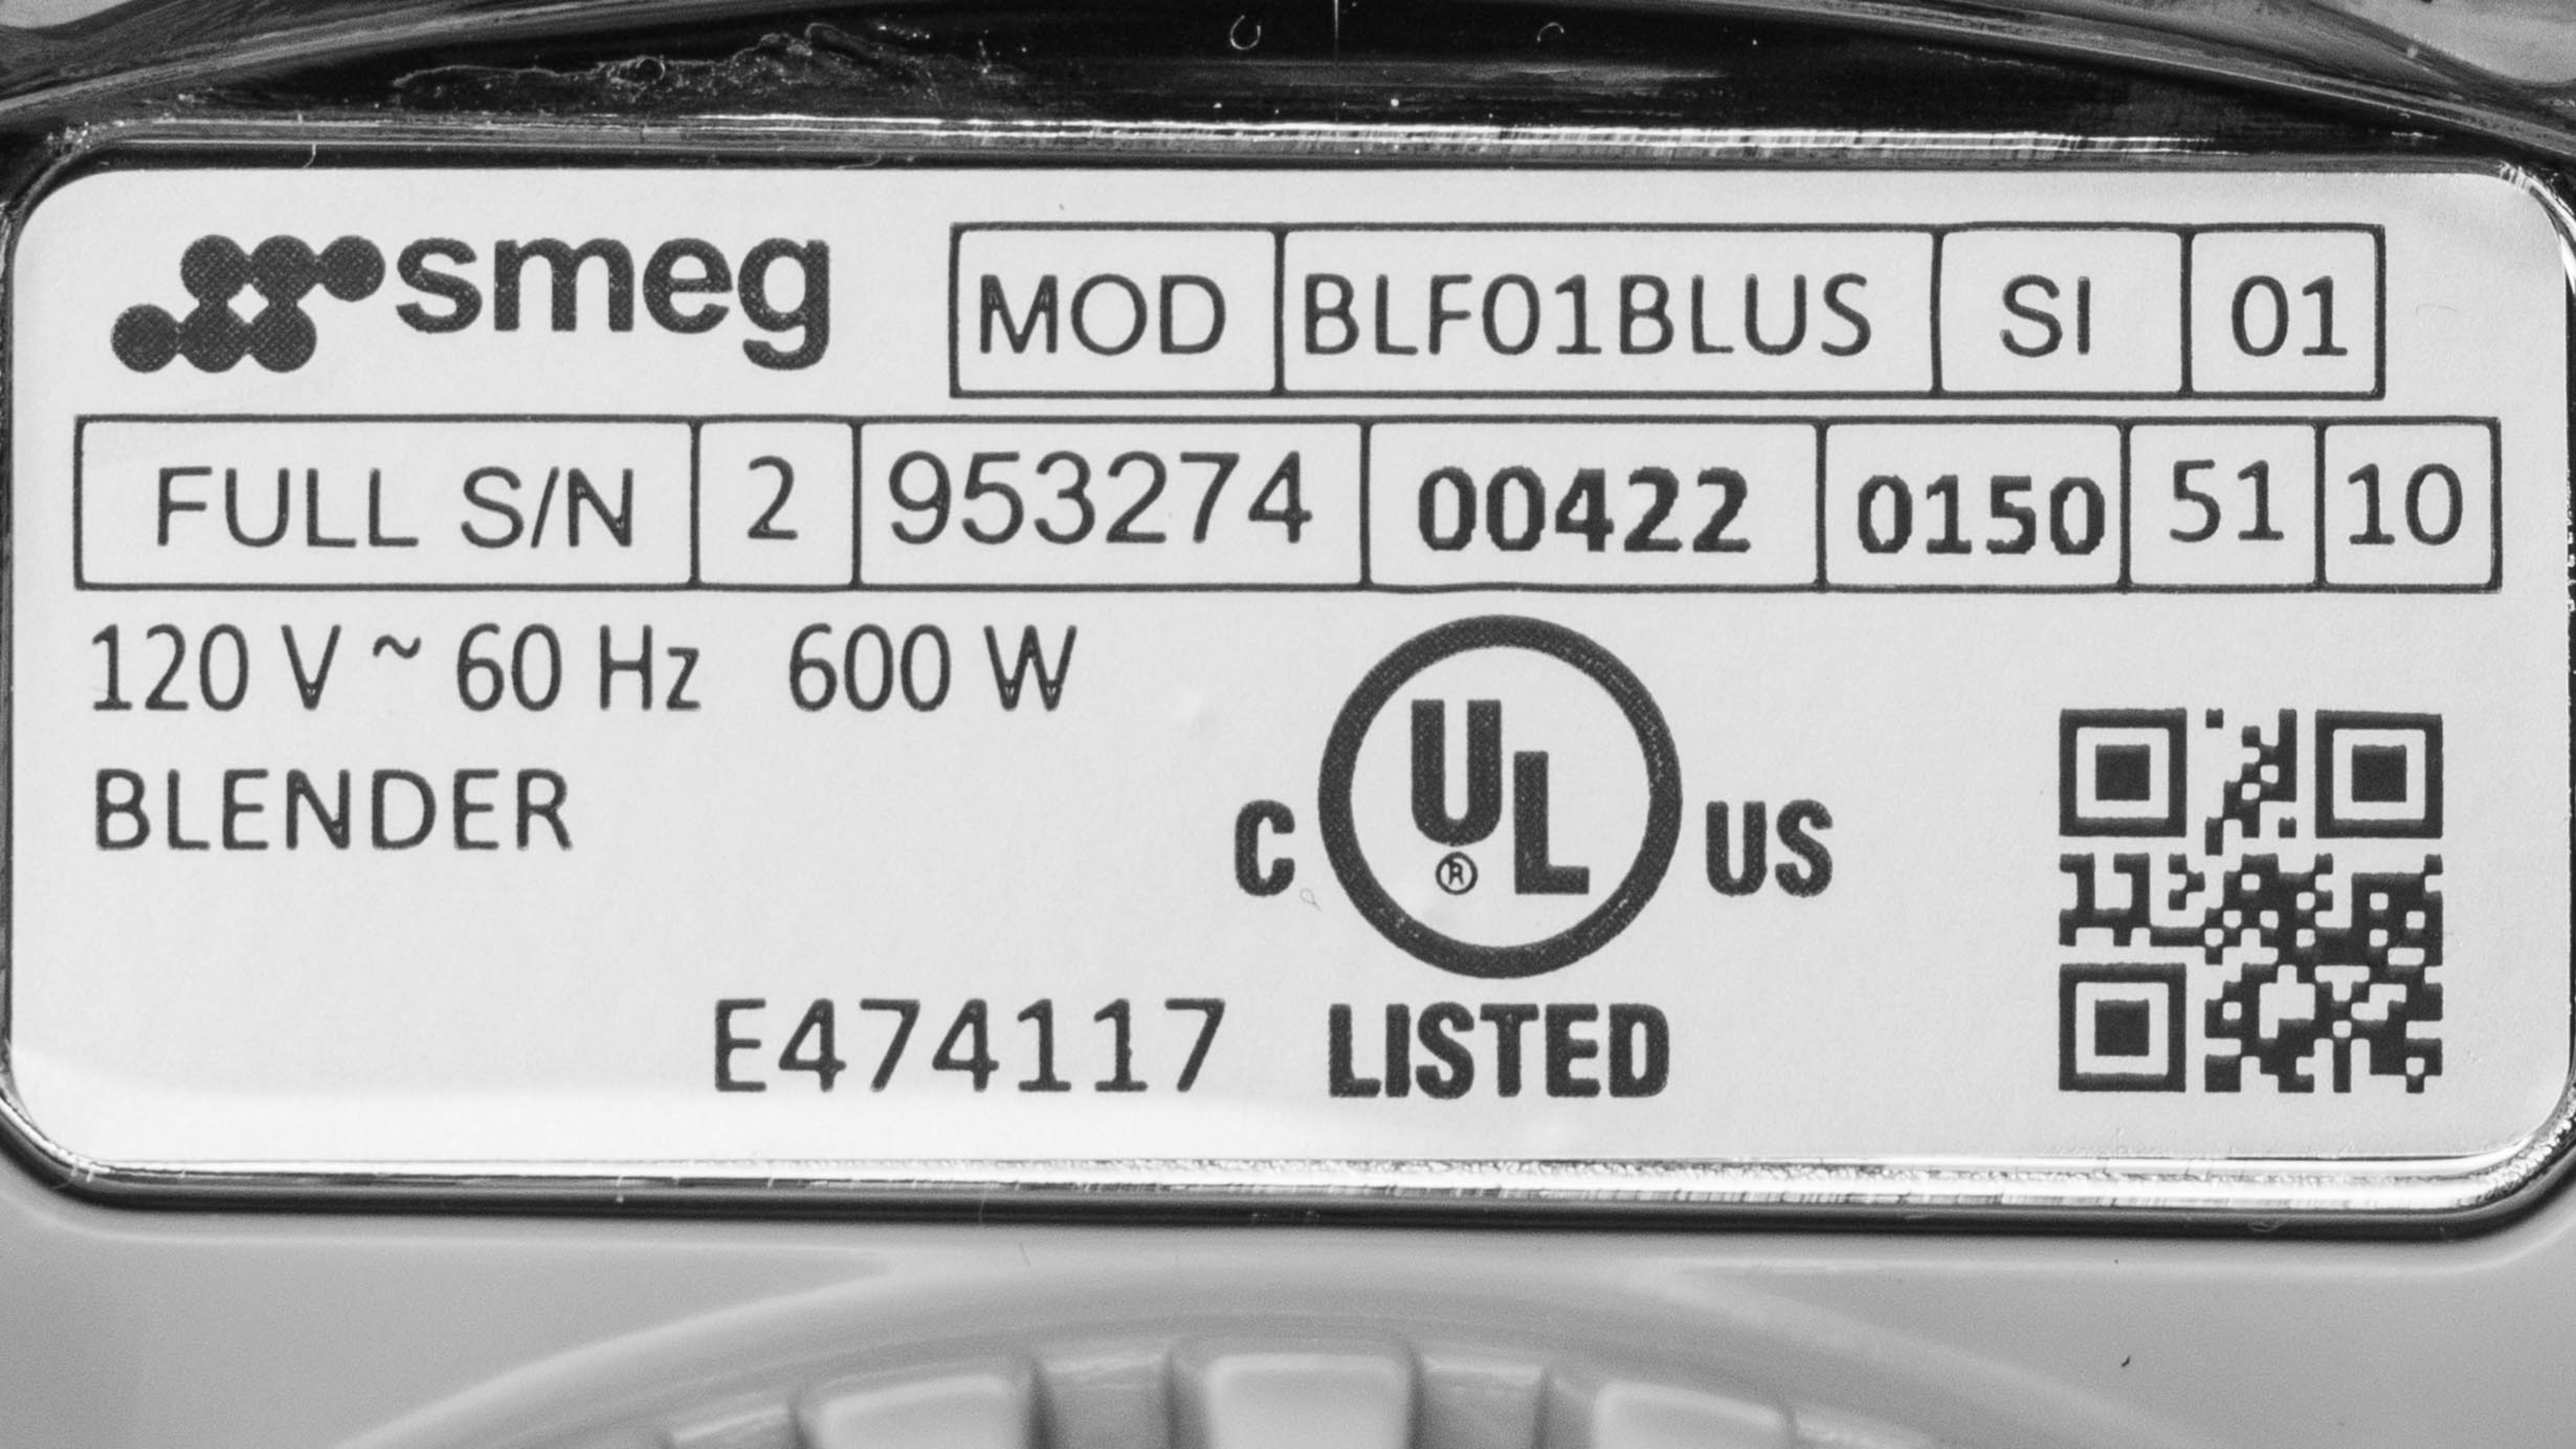 smeg MOD BLF01BLUS SI 01
FULL S/N 2 953274 00422 0150 51 10
120 V ~ 60 Hz 600 W
BLENDER
C UL ® US
E474117 LISTED